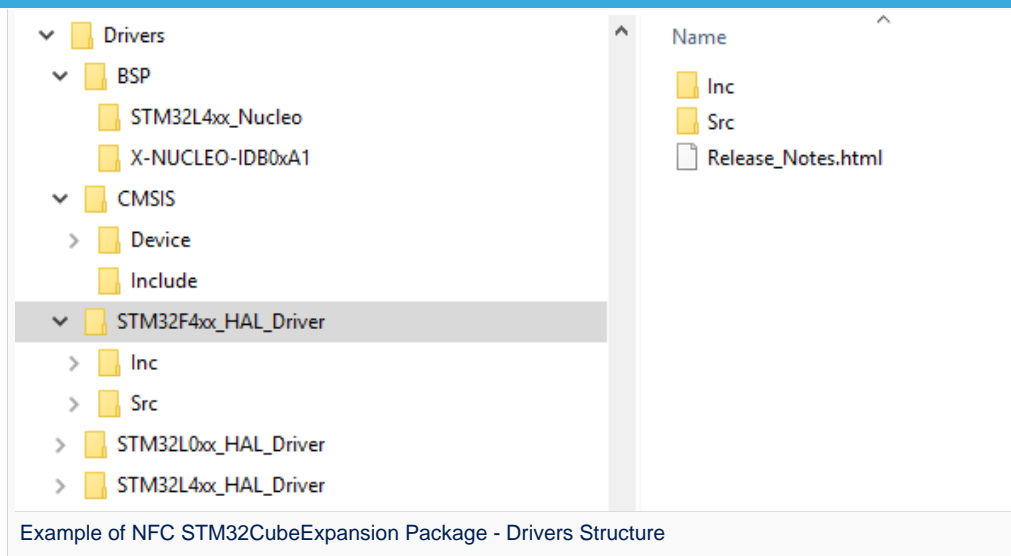 Drivers
BSP
STM32L4xx_Nucleo
X-NUCLEO-IDB0xA1
CMSIS
Device
Include
STM32F4xx_HAL_Driver
Inc
Src
STM32L0xx_HAL_Driver
STM32L4xx_HAL_Driver
Name
Inc
Src
Release_Notes.html
Example of NFC STM32CubeExpansion Package - Drivers Structure